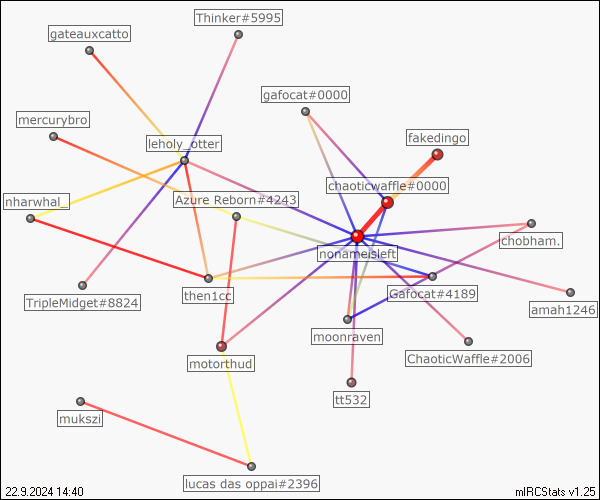 Thinker#5995
gateauxcatto
gafocat#0000
mercurybro
fakedingo
leholy_otter
chaoticwaffle#0000
nharwhal_
Azure Reborn#4243
chobham.
nonameisleft
TripleMidget#8824
then1cc
Gafocat#4189
amah1246
moonraven
ChaoticWaffle#2006
motorthud
tt532
mukszi
lucas das oppai#2396
22.9.2024 14:40
mIRCStats v1.25